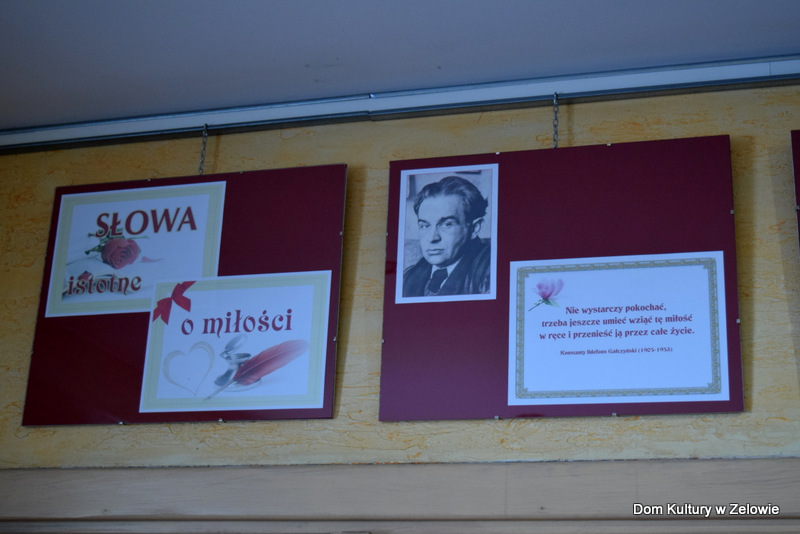 SŁOWA
istotne
o miłości
Nie wystarczy pokochać,
trzeba jeszcze umieć wziąć tę miłość
w ręce i przenieść ją przez całe życie.
Konstanty Ildefons Gałczyński (1905-1953)
Dom Kultury w Zelowie